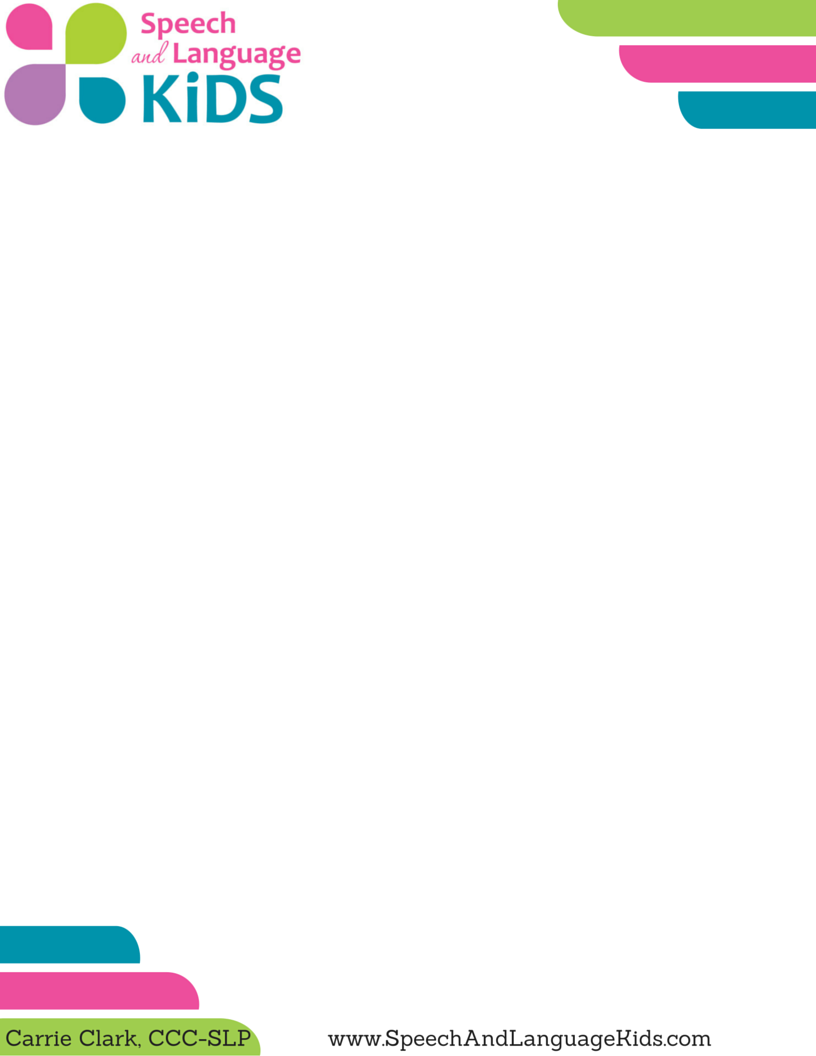 Speech
and Language
KiDS
Carrie Clark, CCC-SLP
www.SpeechAndLanguageKids.com